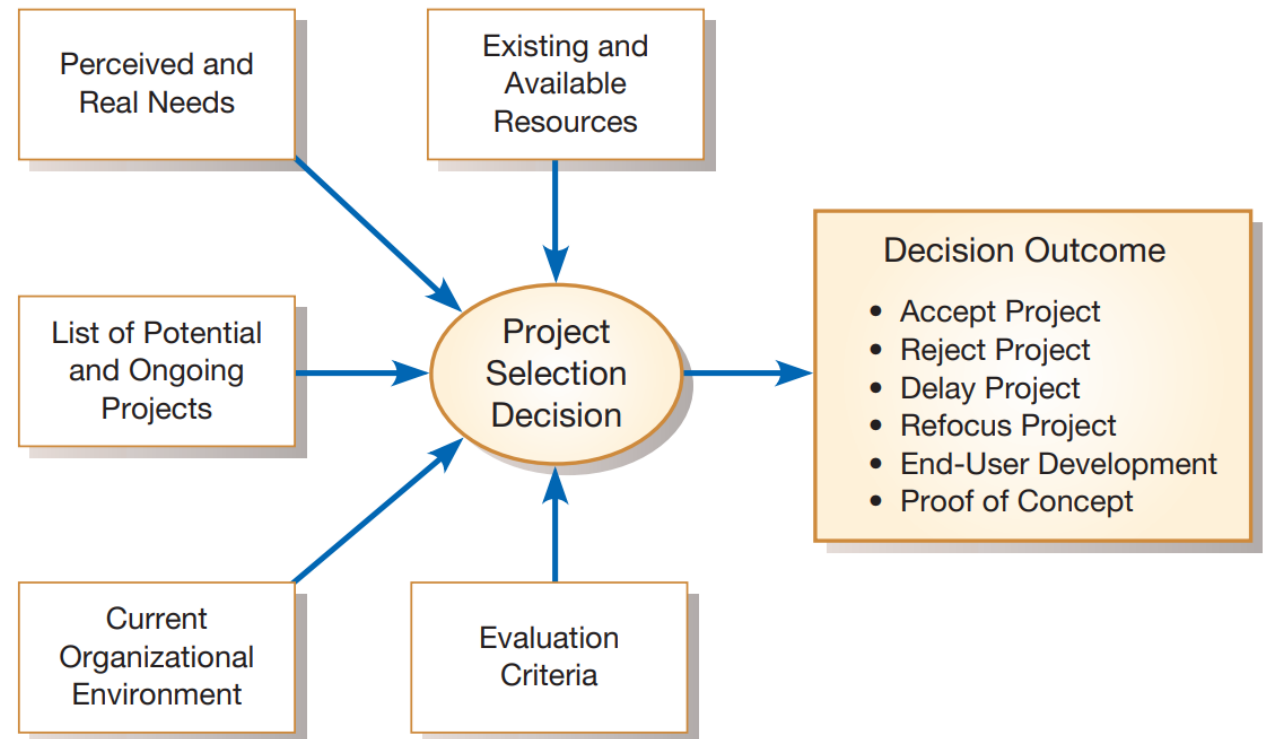 Perceived and
Real Needs
Existing and
Available
Resources
List of Potential
and Ongoing
Projects
Project
Selection
Decision
Decision Outcome
• Accept Project
• Reject Project
• Delay Project
• Refocus Project
• End-User Development
• Proof of Concept
Current
Organizational
Environment
Evaluation
Criteria